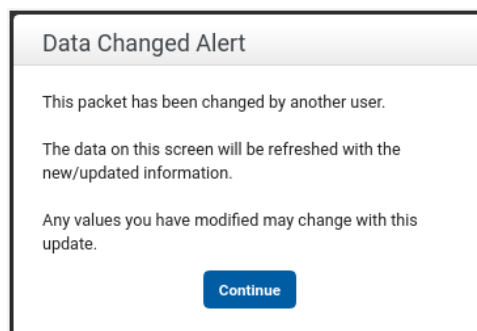 Data Changed Alert
This packet has been changed by another user.
The data on this screen will be refreshed with the
new/updated information.
Any values you have modified may change with this
update.
Continue